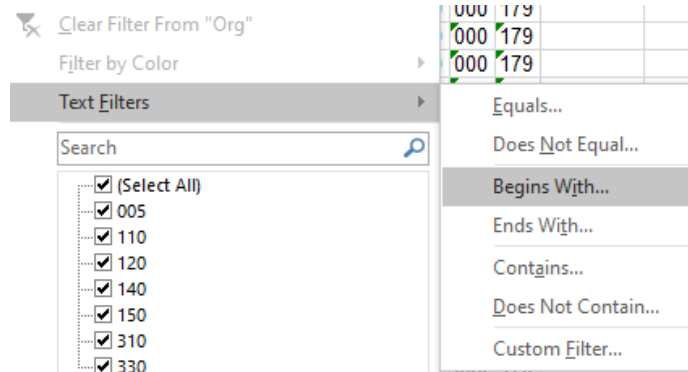 Clear Filter From "Org"
Filter by Color
Text Filters
Search
(Select All)
005
110
120
140
150
310
330
000 179
000 179
000 179
Equals...
Does Not Equal...
Begins With...
Ends With...
Contains...
Does Not Contain...
Custom Filter...